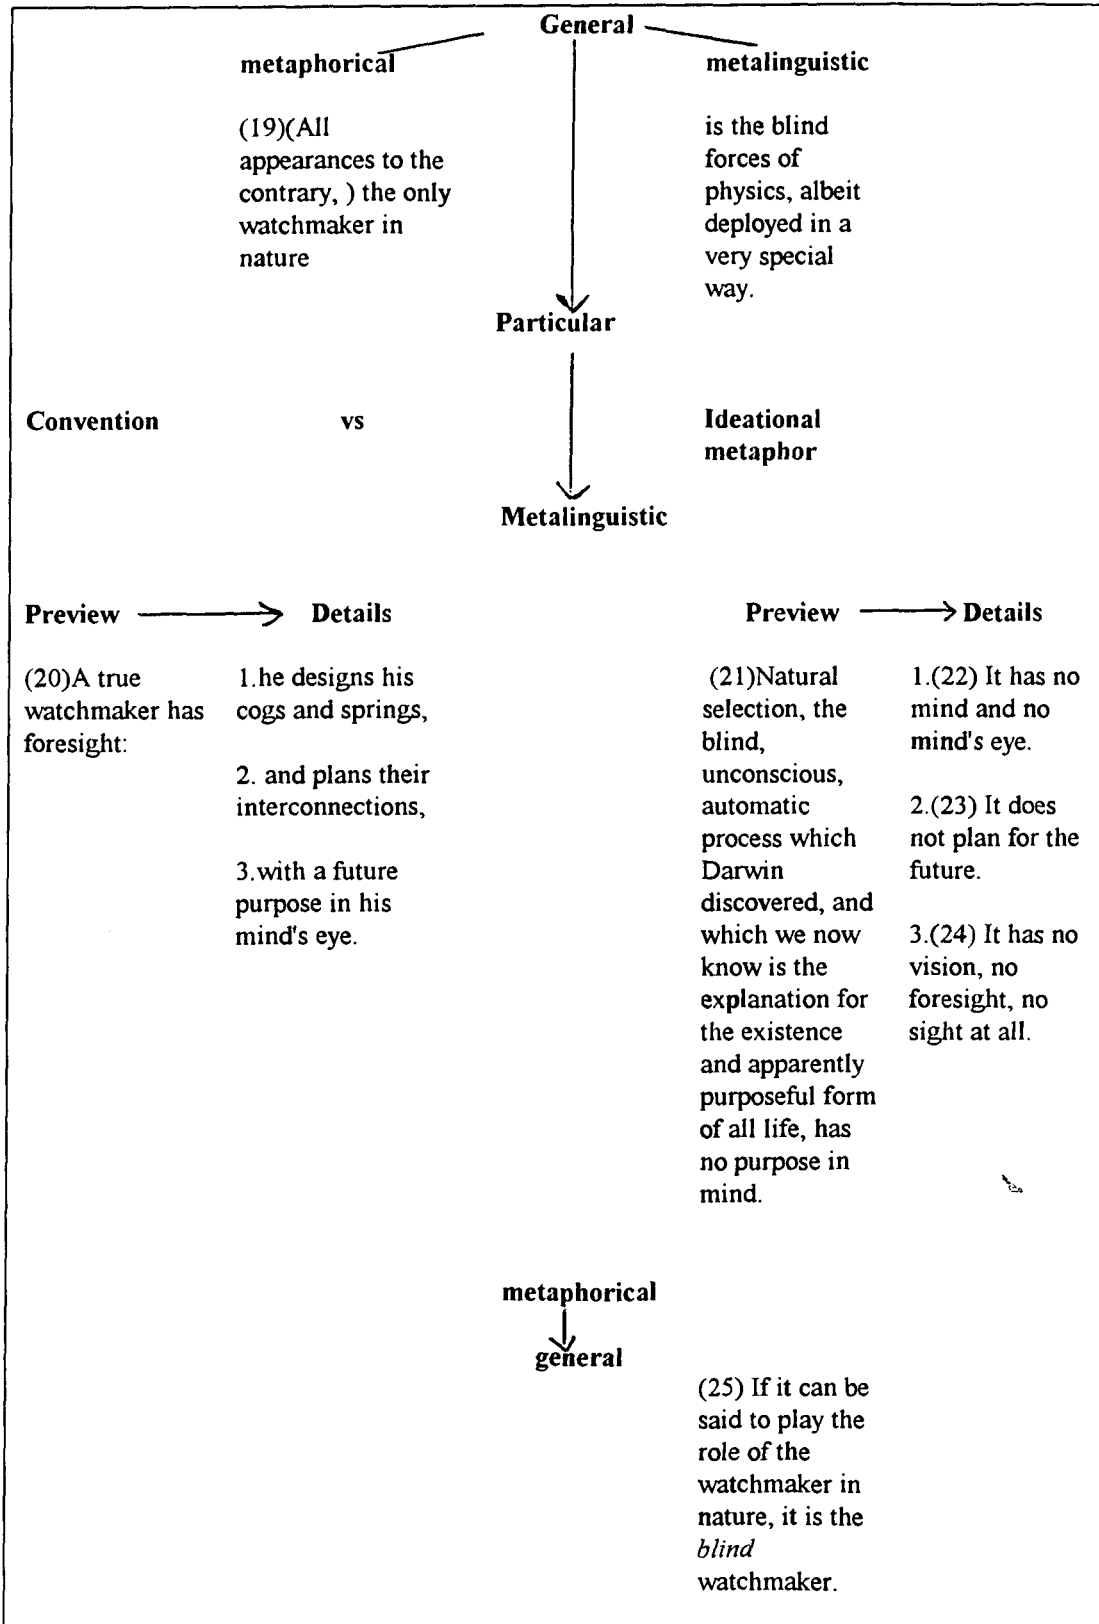 General
metaphorical
metalinguistic
(19)(All
appearances to the
contrary, ) the only
watchmaker in
nature
is the blind
forces of
physics, albeit
deployed in a
very special
way.
Particular
Convention vs Ideational
metaphor
Metalinguistic
Preview Details
(20)A true
watchmaker has
foresight:
1.he designs his
cogs and springs,
2. and plans their
interconnections,
3.with a future
purpose in his
mind's eye.
Preview Details
(21)Natural
selection, the
blind,
unconscious,
automatic
process which
Darwin
discovered, and
which we now
know is the
explanation for
the existence
and apparently
purposeful form
of all life, has
no purpose in
mind.
1.(22) It has no
mind and no
mind's eye.
2.(23) It does
not plan for the
future.
3.(24) It has no
vision, no
foresight, no
sight at all.
metaphorical
general
(25) If it can be
said to play the
role of the
watchmaker in
nature, it is the
blind
watchmaker.